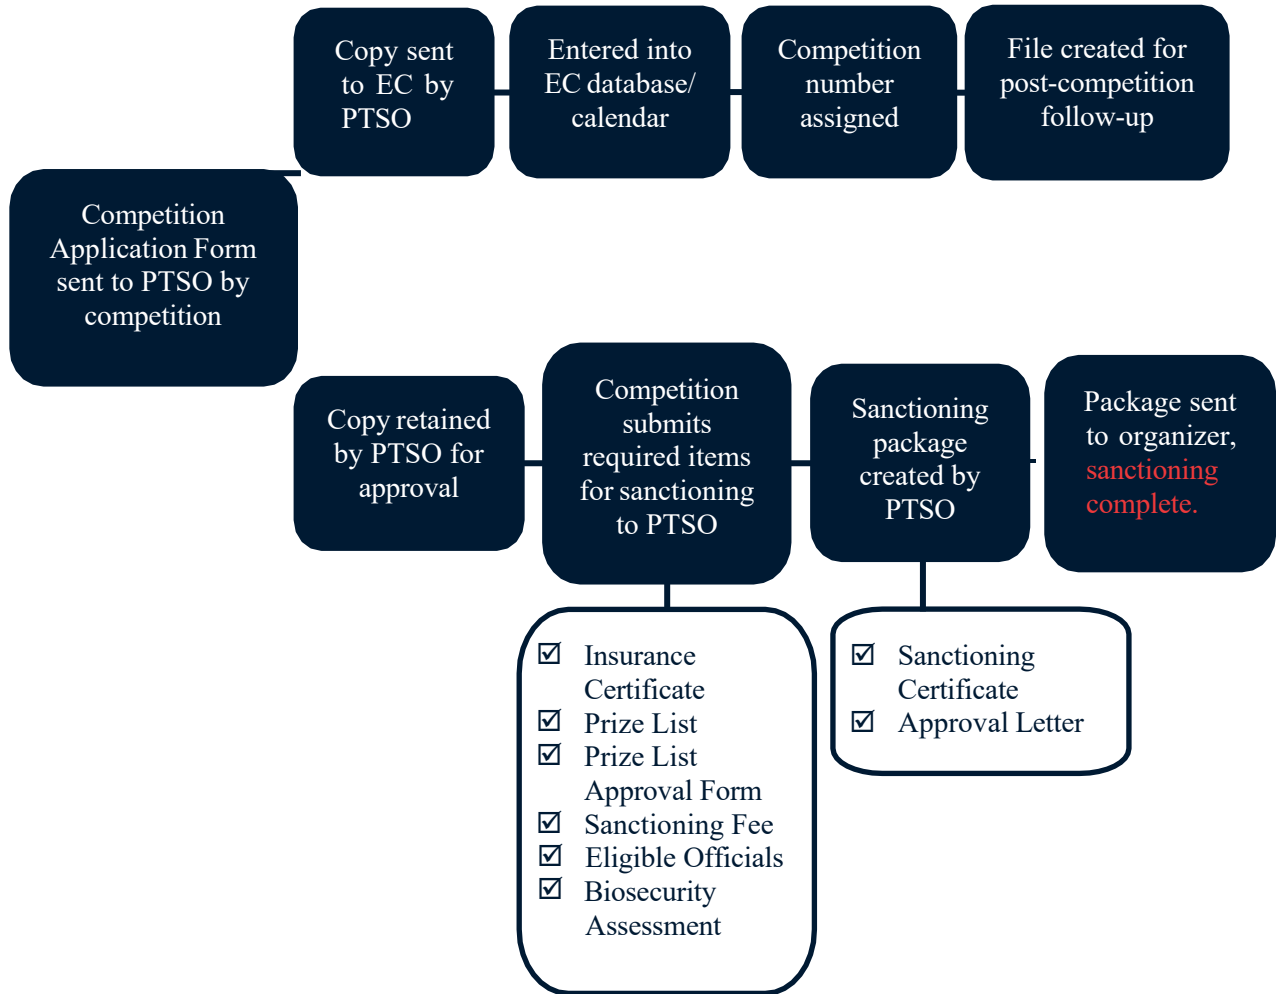 Copy sent
to EC by
PTSO
Entered into
EC database/
calendar
Competition
number
assigned
File created for
post-competition
follow-up
Competition
Application Form
sent to PTSO by
competition
Copy retained
by PTSO for
approval
Competition
submits
required items
for sanctioning
to PTSO
Sanctioning
package
created by
PTSO
Package sent
to organizer,
sanctioning
complete.
☑ Insurance
Certificate
☑ Prize List
☑ Prize List
Approval Form
☑ Sanctioning Fee
☑ Eligible Officials
☑ Biosecurity
Assessment
☑ Sanctioning
Certificate
☑ Approval Letter